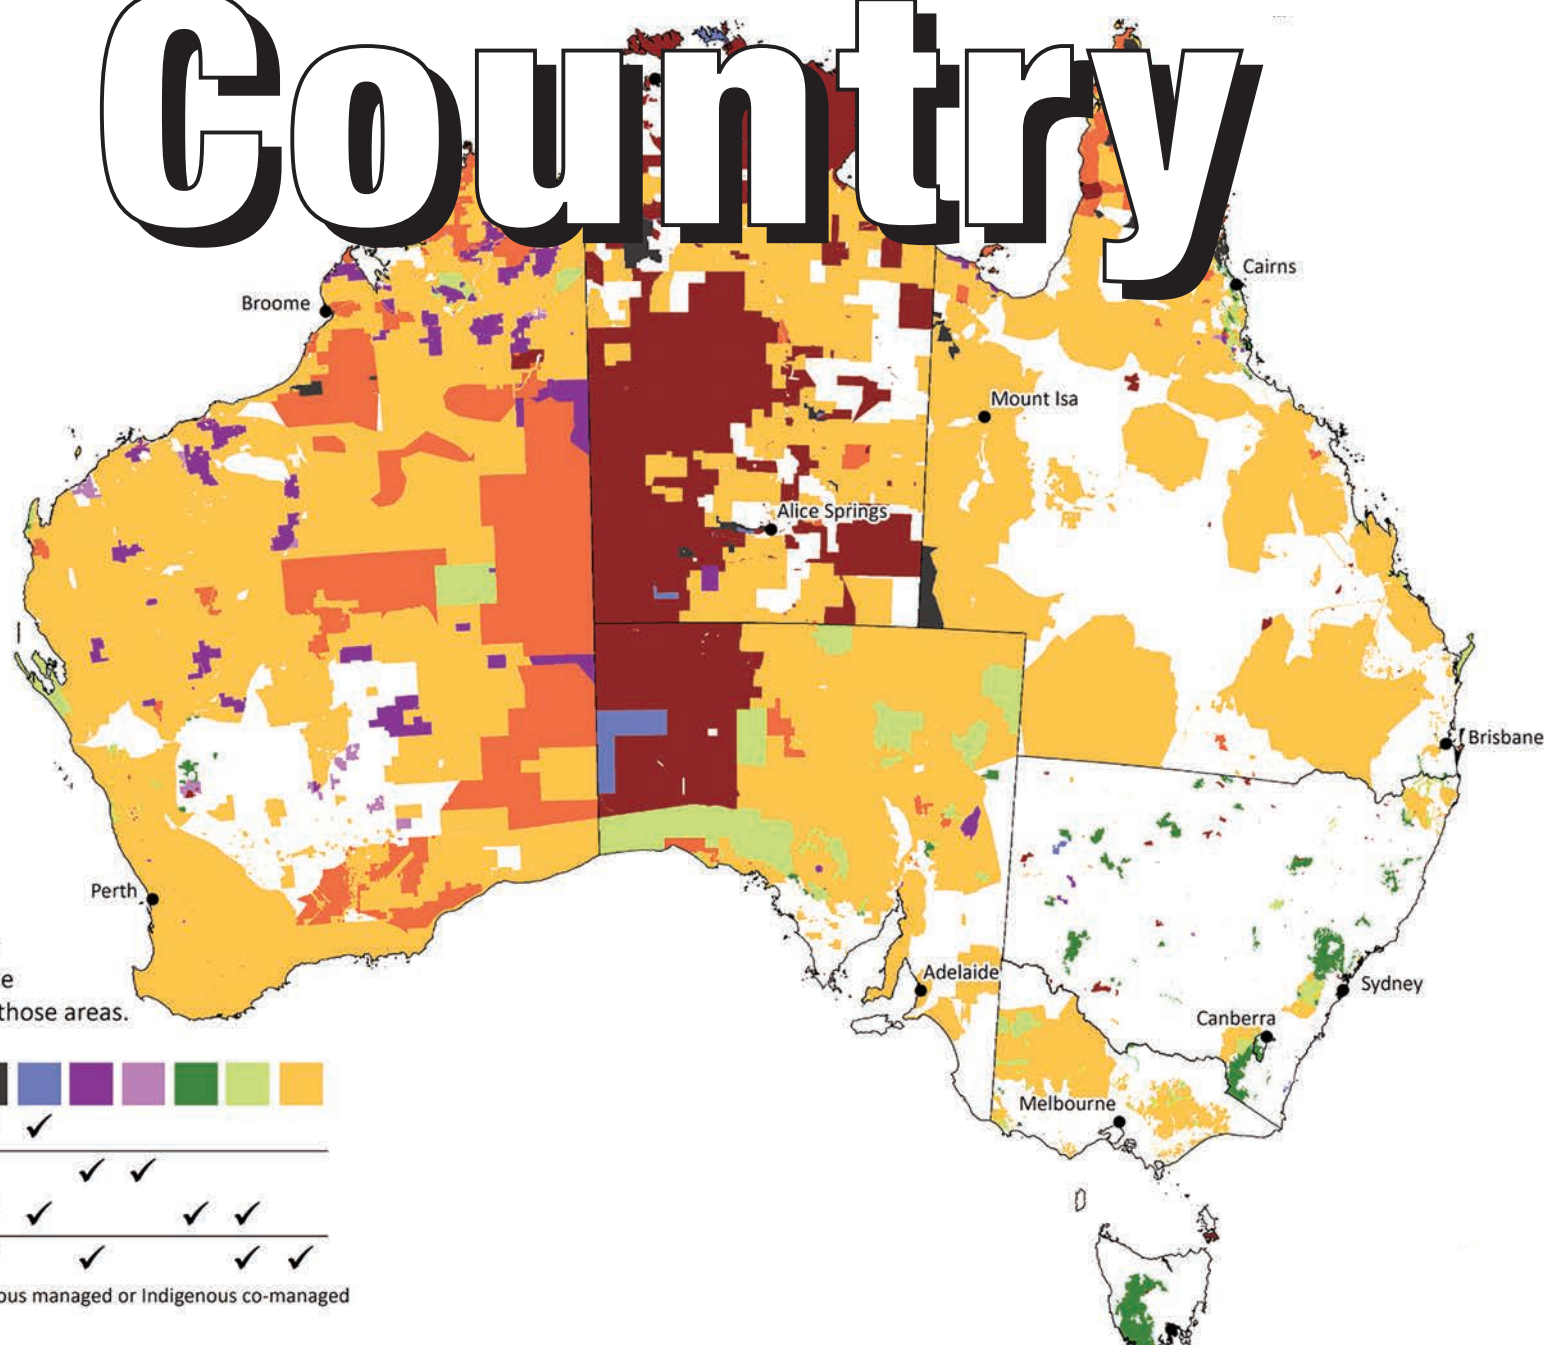 Country
Cairns
Broome
Mount Isa
Alice Springs
Brisbane
Perth
Adelaide
Sydney
Canberra
Melbourne
e
those areas.
✓
✓ ✓
✓ ✓ ✓
✓ ✓ ✓
ous managed or Indigenous co-managed